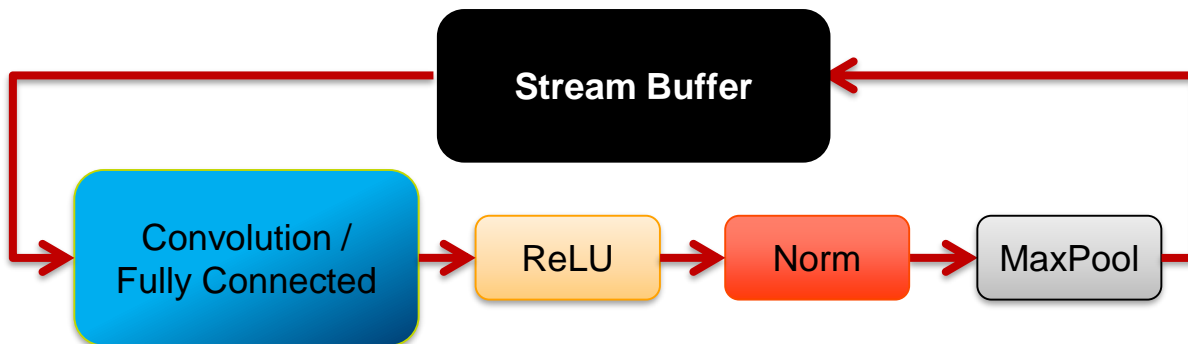 Stream Buffer
Convolution /
Fully Connected
ReLU
Norm
MaxPool